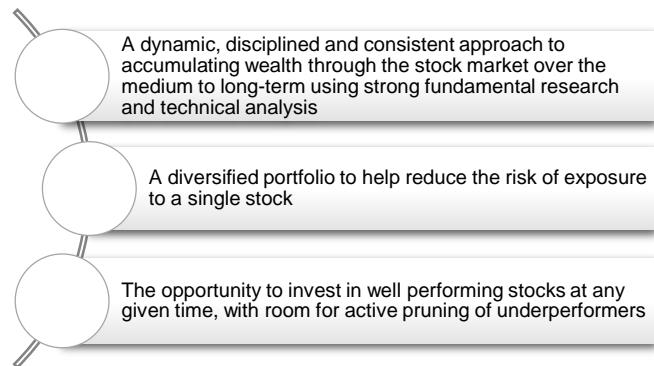 A dynamic, disciplined and consistent approach to
accumulating wealth through the stock market over the
medium to long-term using strong fundamental research
and technical analysis
A diversified portfolio to help reduce the risk of exposure
to a single stock
The opportunity to invest in well performing stocks at any
given time, with room for active pruning of underperformers